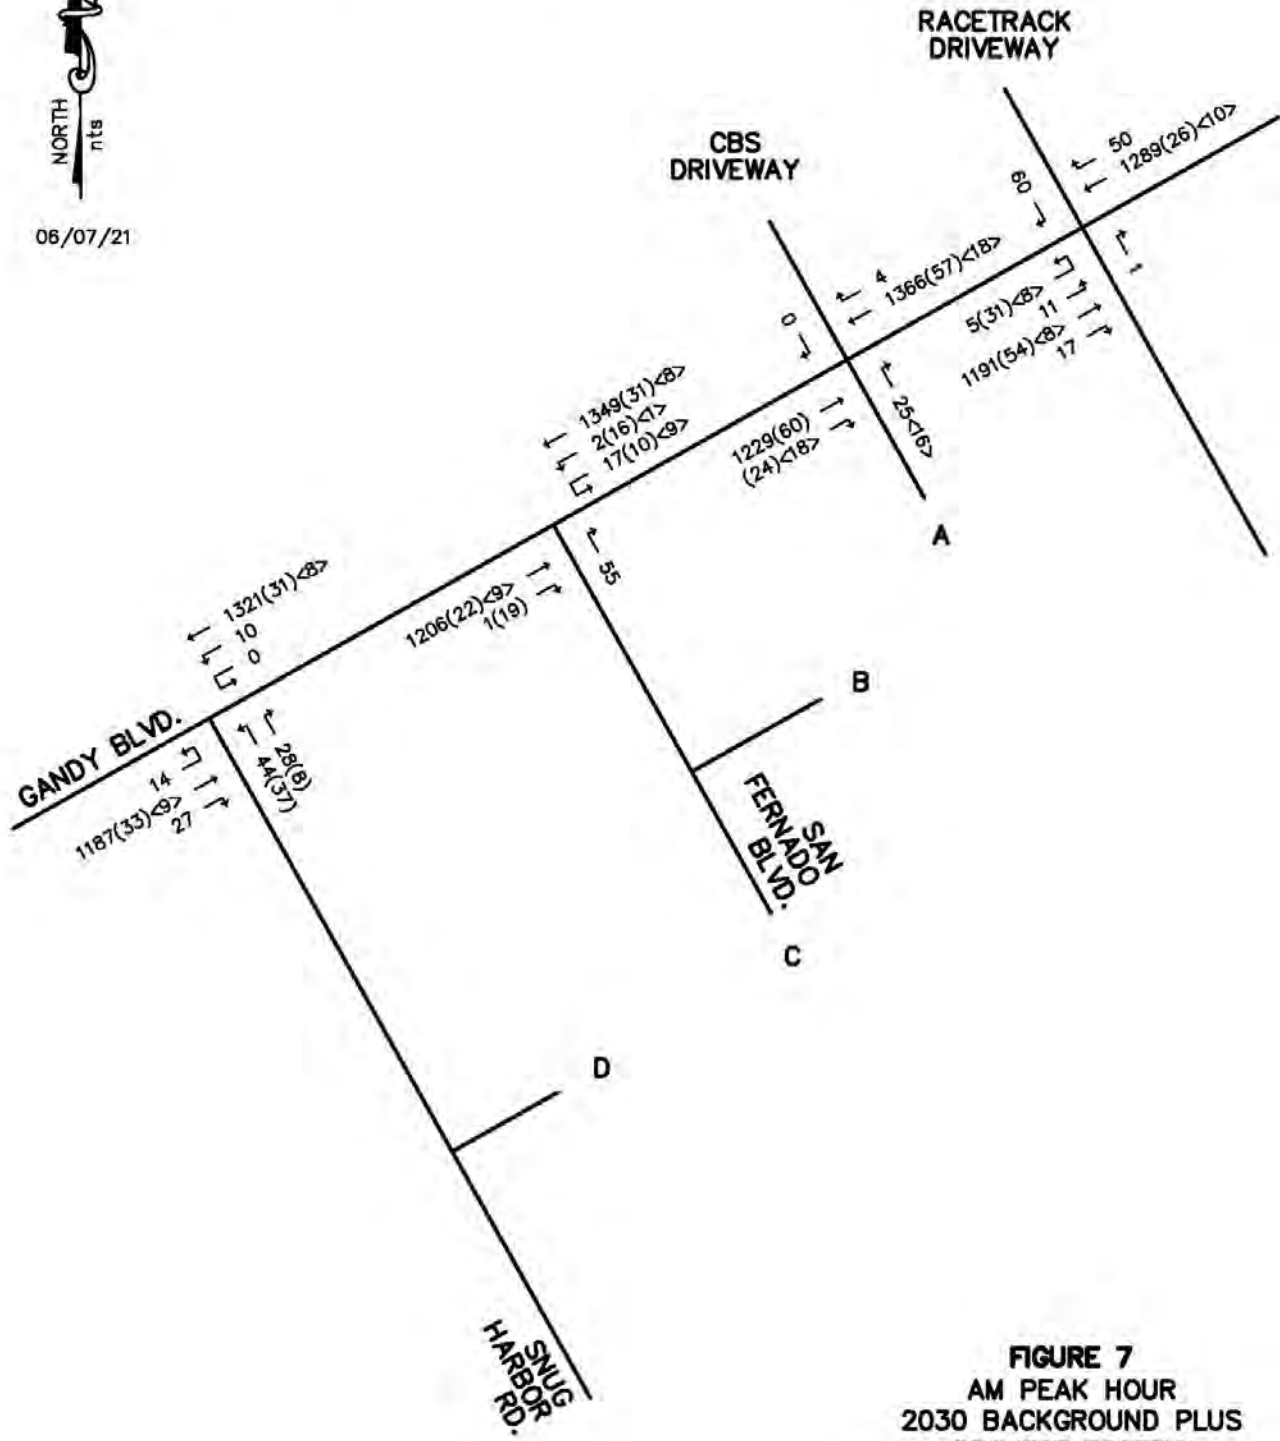 RACETRACK
DRIVEWAY
NORTH
nts
06/07/21
CBS
DRIVEWAY
50
1289(26)<10>
60
1
4
1366(57)<18>
5(31)<8>
11
1191(54)<8>
17
0
25<16>
1349(31)<8>
2(16)<1>
17(10)<9>
1229(60)
(24)<18>
A
55
1321(31)<8>
10
0
1206(22)<9>
1(19)
B
GANDY BLVD.
28(8)
44(37)
14
1187(33)<9>
27
SAN
FERNADO
BLVD.
C
D
SNUG
HARBOR
RD.
FIGURE 7
AM PEAK HOUR
2030 BACKGROUND PLUS